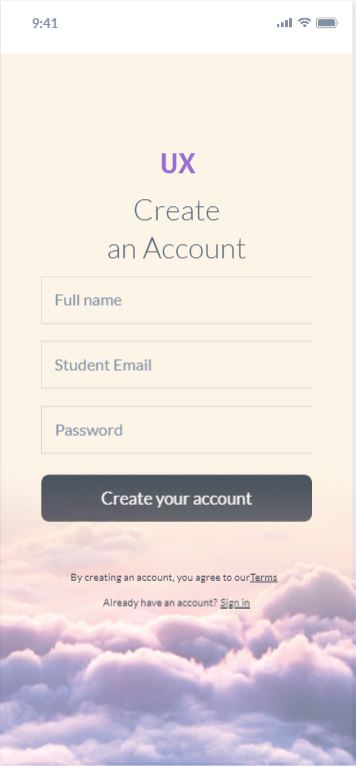 9:41
UX
Create
an Account
Full name
Student Email
Password
Create your account
By creating an account, you agree to ourTerms
Already have an account? Sign in